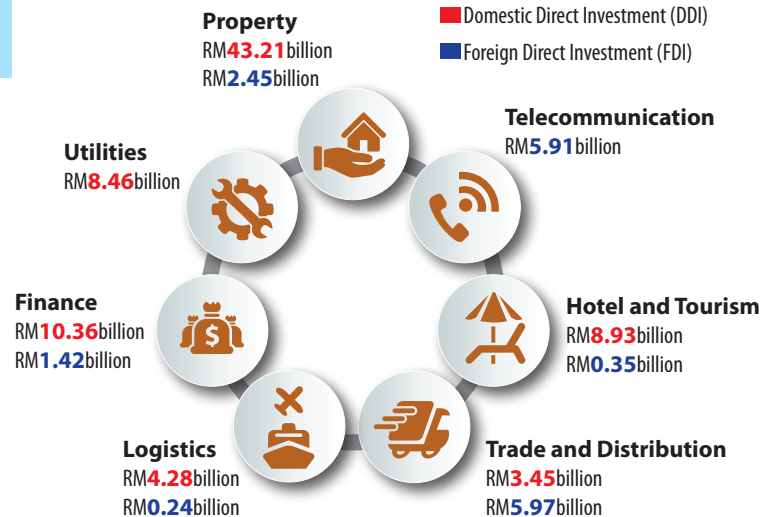 Property
RM43.21billion
RM2.45billion
Domestic Direct Investment (DDI)
Foreign Direct Investment (FDI)
Telecommunication
RM5.91billion
Utilities
RM8.46billion
Finance
RM10.36billion
RM1.42billion
$
Hotel and Tourism
RM8.93billion
RM0.35billion
Logistics
RM4.28billion
RM0.24billion
Trade and Distribution
RM3.45billion
RM5.97billion